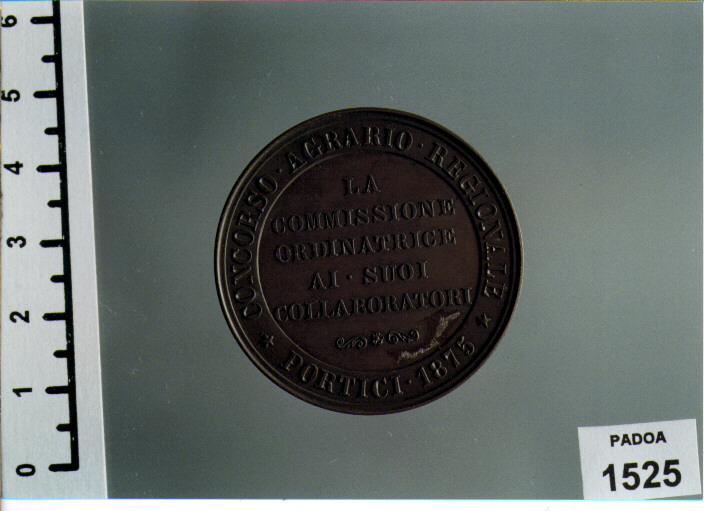 CONCORSO · AGRARIO · REGIONALE
LA
COMMISSIONE
ORDINATRICE
AI · SUOI
COLLABORATORI
PORTICI · 1875
6
5
4
3
2
1
0
PADOA
1525